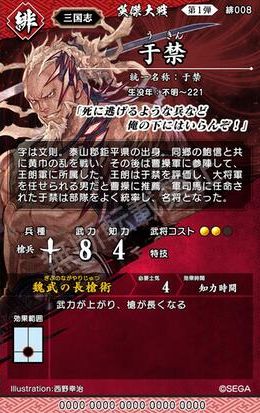 緋 三国志 英傑大戦 第1弾 緋008
う きん
于禁
統一名称：于禁
生没年：不明～221
「死に逃げるような兵など
俺の下にはいらんぞ！」
字は文則。泰山郡鉅平県の出身。同郷の鮑信と共
に黄巾の乱を戦い、その後は曹操軍に参陣して、
王朗軍に所属した。王朗は于禁を評価し、大将軍
を任せられる男だと曹操に推薦。軍司馬に任命さ
れた于禁は部隊をよく統率し、名将となった。
兵種 武力 知力 武将コスト
槍兵 8 4 特技
ぎぶのながやりじゅつ 必要士気 効果時間
魏武の長槍術 4 知力時間
効果範囲
武力が上がり、槍が長くなる
Illustration:西野幸治 ©SEGA
0000-0000-0000-0000-0000